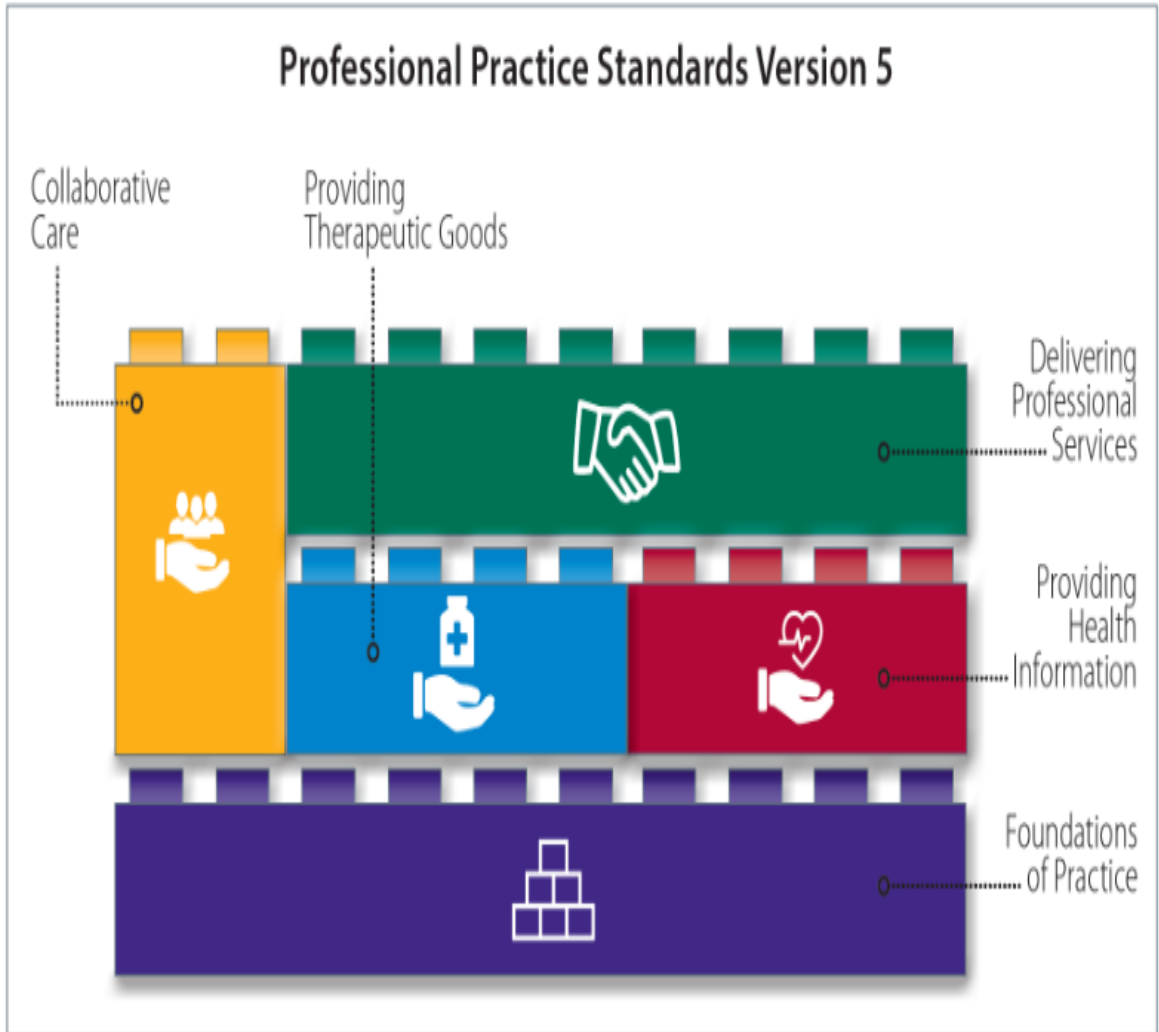 Professional Practice Standards Version 5
Collaborative
Care
Providing
Therapeutic Goods
Delivering
Professional
Services
Providing
Health
Information
Foundations
of Practice